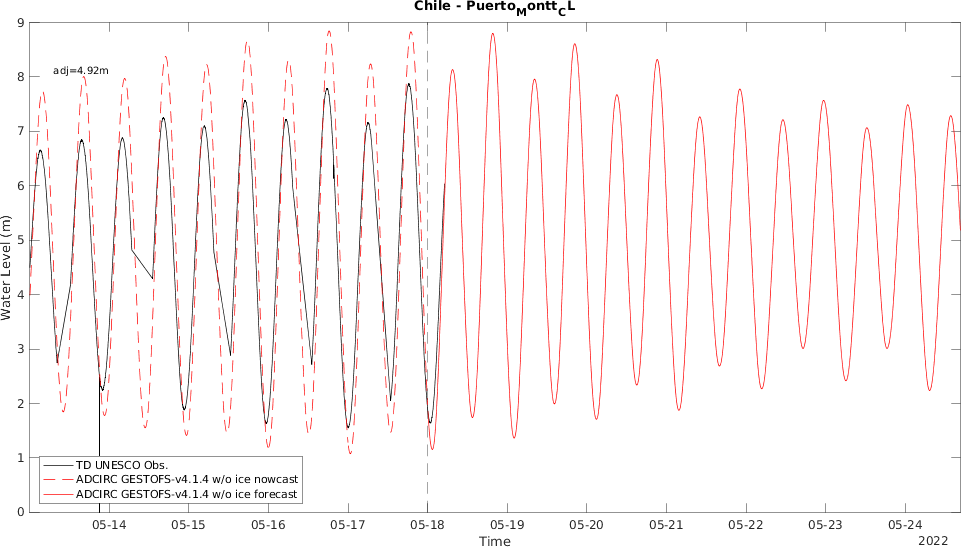 Chile - PuertoMonttCL
9
8
7
6
5
4
3
2
1
0
Water Level (m)
adj=4.92m
TD UNESCO Obs.
ADCIRC GESTOFS-v4.1.4 w/o ice nowcast
ADCIRC GESTOFS-v4.1.4 w/o ice forecast
05-14 05-15 05-16 05-17 05-18 05-19 05-20 05-21 05-22 05-23 05-24
Time
2022